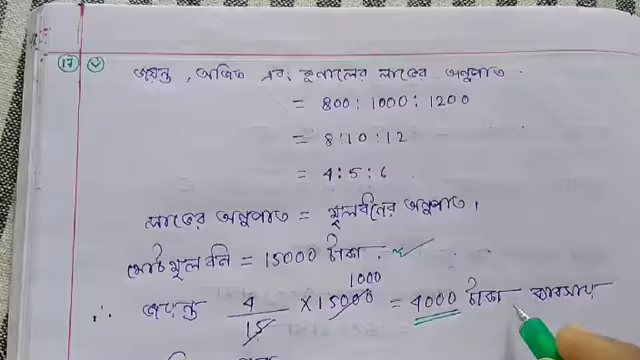 17 v
জয়ন্ত, অজিত এবং কুনালের লাভের অনুপাত
= 800 : 1000 : 1200
= 8 : 10 : 12
= 4 : 5 : 6
লাভের অনুপাত = মূলধনের অনুপাত।
মোট মূলধন = 15000 টাকা.
1000
∴ জয়ন্ত 4/15 × 15000 = 4000 টাকা ব্যবসায়